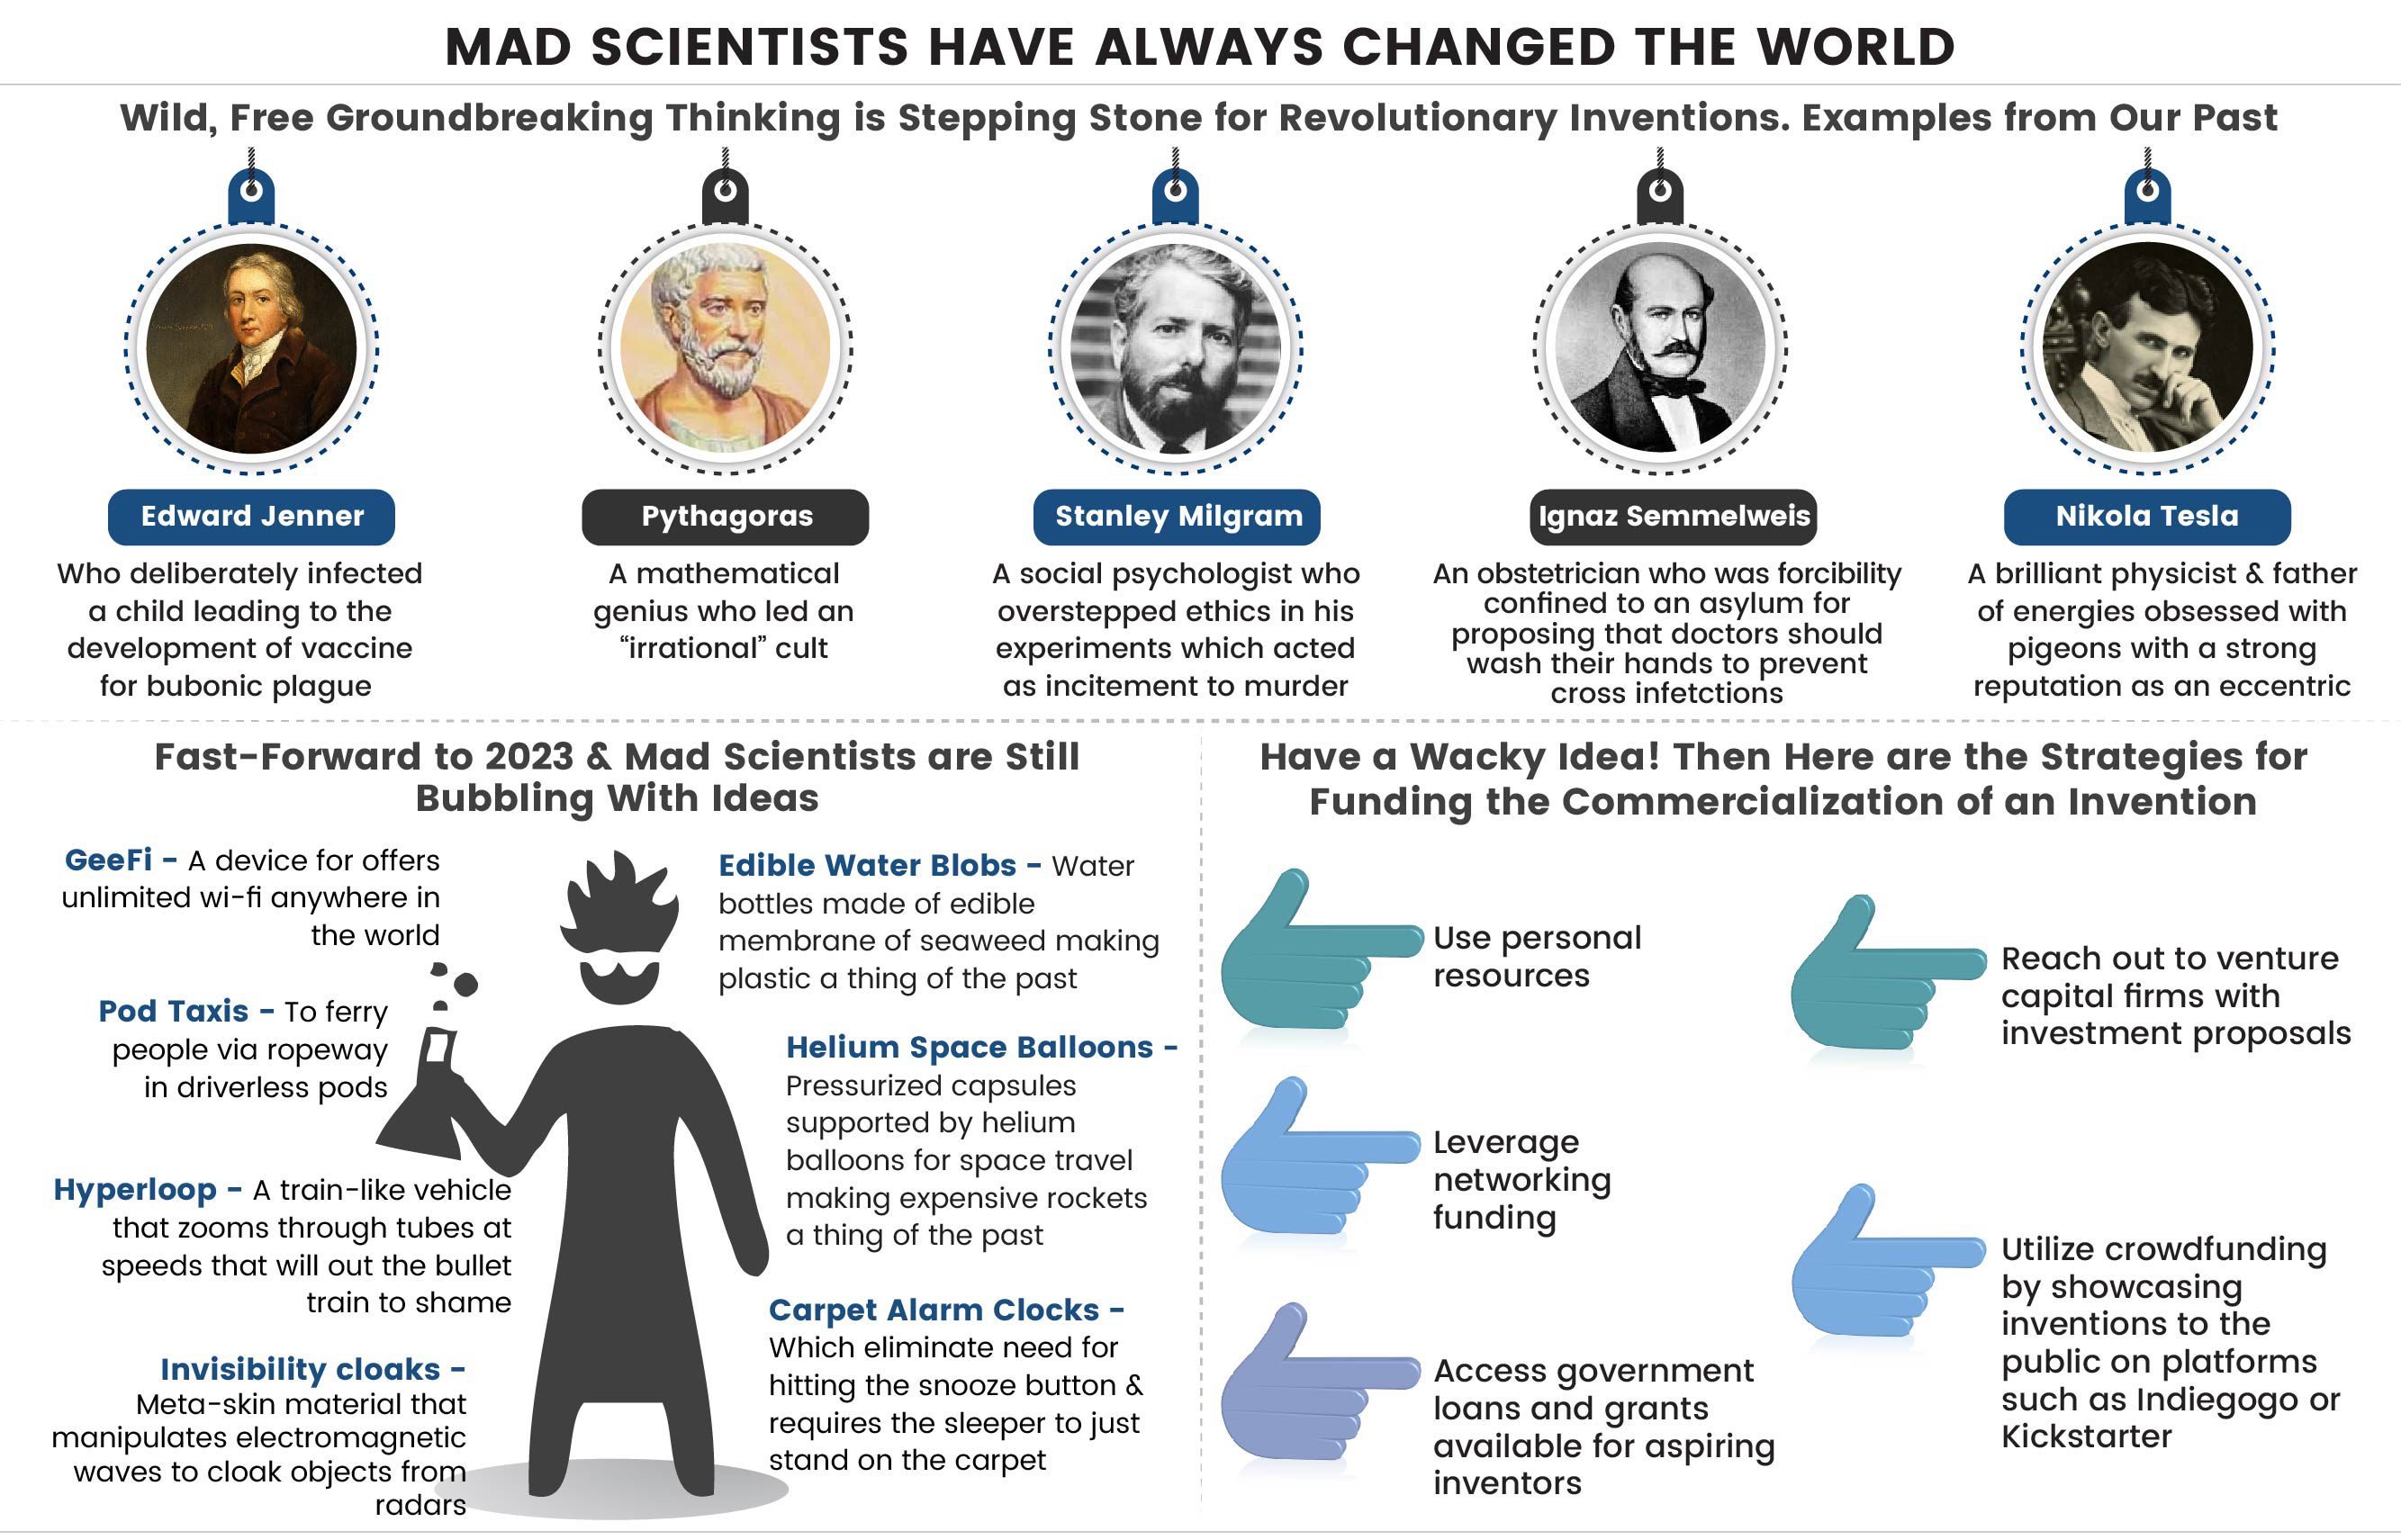 MAD SCIENTISTS HAVE ALWAYS CHANGED THE WORLD
Wild, Free Groundbreaking Thinking is Stepping Stone for Revolutionary Inventions. Examples from Our Past
Edward Jenner
Who deliberately infected
a child leading to the
development of vaccine
for bubonic plague
Pythagoras
A mathematical
genius who led an
“irrational” cult
Stanley Milgram
A social psychologist who
overstepped ethics in his
experiments which acted
as incitement to murder
Ignaz Semmelweis
An obstetrician who was forcibility
confined to an asylum for
proposing that doctors should
wash their hands to prevent
cross infetctions
Nikola Tesla
A brilliant physicist & father
of energies obsessed with
pigeons with a strong
reputation as an eccentric
Fast-Forward to 2023 & Mad Scientists are Still
Bubbling With Ideas
GeeFi - A device for offers
unlimited wi-fi anywhere in
the world
Pod Taxis - To ferry
people via ropeway
in driverless pods
Hyperloop - A train-like vehicle
that zooms through tubes at
speeds that will out the bullet
train to shame
Invisibility cloaks -
Meta-skin material that
manipulates electromagnetic
waves to cloak objects from
radars
Edible Water Blobs - Water
bottles made of edible
membrane of seaweed making
plastic a thing of the past
Helium Space Balloons -
Pressurized capsules
supported by helium
balloons for space travel
making expensive rockets
a thing of the past
Carpet Alarm Clocks -
Which eliminate need for
hitting the snooze button &
requires the sleeper to just
stand on the carpet
Have a Wacky Idea! Then Here are the Strategies for
Funding the Commercialization of an Invention
Use personal
resources
Leverage
networking
funding
Access government
loans and grants
available for aspiring
inventors
Reach out to venture
capital firms with
investment proposals
Utilize crowdfunding
by showcasing
inventions to the
public on platforms
such as Indiegogo or
Kickstarter